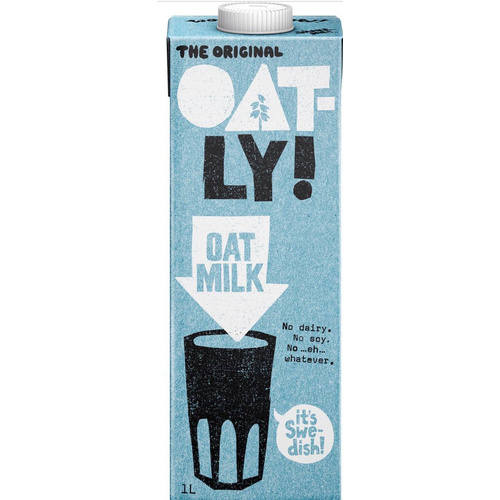 THE ORIGINAL
OAT-
LY!
OAT
MILK
No dairy.
No soy.
No …eh…
whatever.
it's
Swe-
dish!
1L